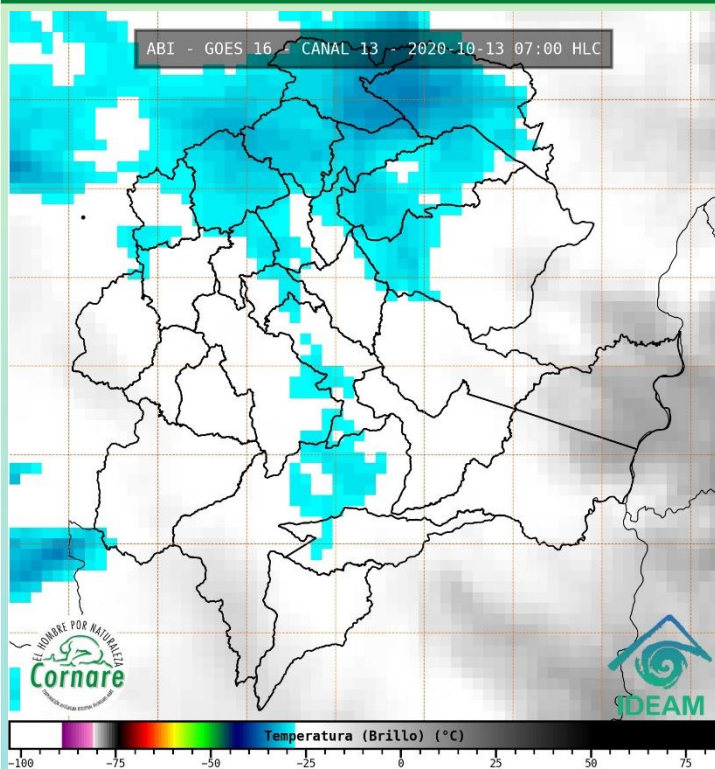 ABI - GOES 16 - CANAL 13 - 2020-10-13 07:00 HLC
EL HOMBRE POR NATURALEZA
Cornare
IDEAM
Temperatura (Brillo) (°C)
-100 -75 -50 -25 0 25 50 75